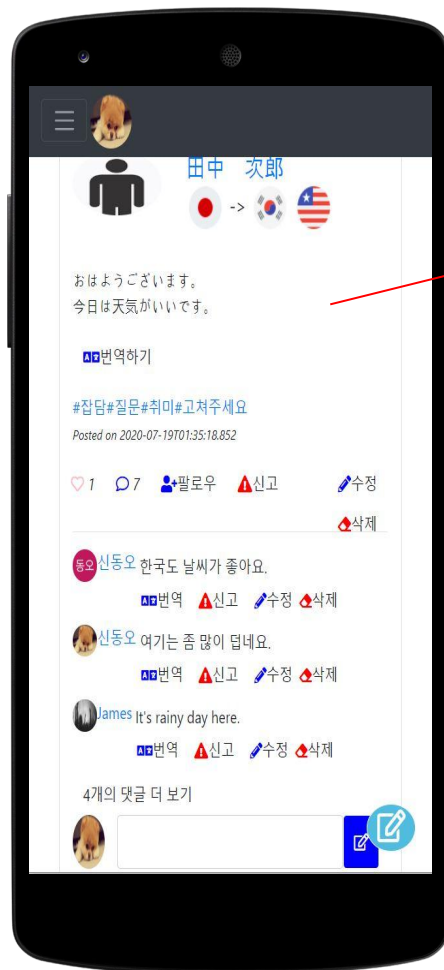 田中　次郎
->
おはようございます。
今日は天気がいいです。
번역하기
#잡담#질문#취미#고쳐주세요
Posted on 2020-07-19T01:35:18.852
1 7 팔로우 신고 수정
삭제
동오 신동오 한국도 날씨가 좋아요.
번역 신고 수정 삭제
신동오 여기는 좀 많이 덥네요.
번역 신고 수정 삭제
James It's rainy day here.
번역 신고 수정 삭제
4개의 댓글 더 보기